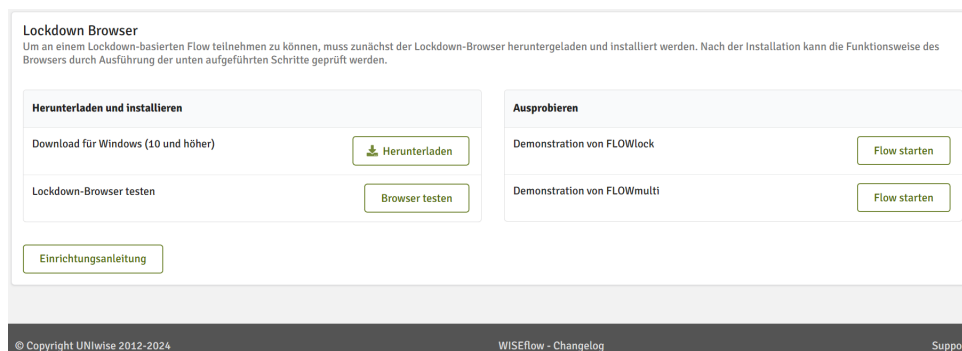 Lockdown Browser
Um an einem Lockdown-basierten Flow teilnehmen zu können, muss zunächst der Lockdown-Browser heruntergeladen und installiert werden. Nach der Installation kann die Funktionsweise des
Browsers durch Ausführung der unten aufgeführten Schritte geprüft werden.
Herunterladen und installieren
Download für Windows (10 und höher)
Herunterladen
Lockdown-Browser testen
Browser testen
Ausprobieren
Demonstration von FLOWlock
Flow starten
Demonstration von FLOWmulti
Flow starten
Einrichtungsanleitung
© Copyright UNIwise 2012-2024
WISEflow - Changelog